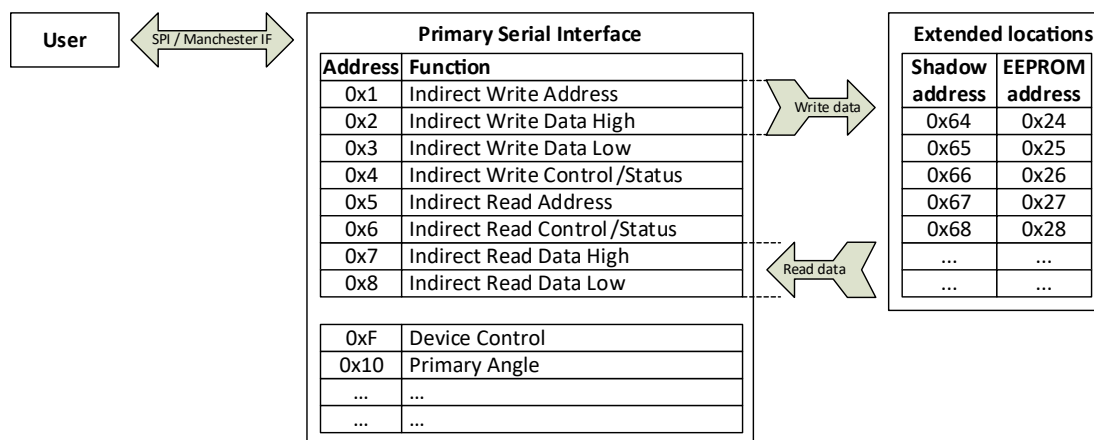 User
SPI / Manchester IF
Primary Serial Interface
Address Function
0x1 Indirect Write Address
0x2 Indirect Write Data High
0x3 Indirect Write Data Low
0x4 Indirect Write Control/Status
0x5 Indirect Read Address
0x6 Indirect Read Control/Status
0x7 Indirect Read Data High
0x8 Indirect Read Data Low
0xF Device Control
0x10 Primary Angle
... ...
... ...
Write data
Read data
Extended locations
Shadow EEPROM
address address
0x64 0x24
0x65 0x25
0x66 0x26
0x67 0x27
0x68 0x28
... ...
... ...